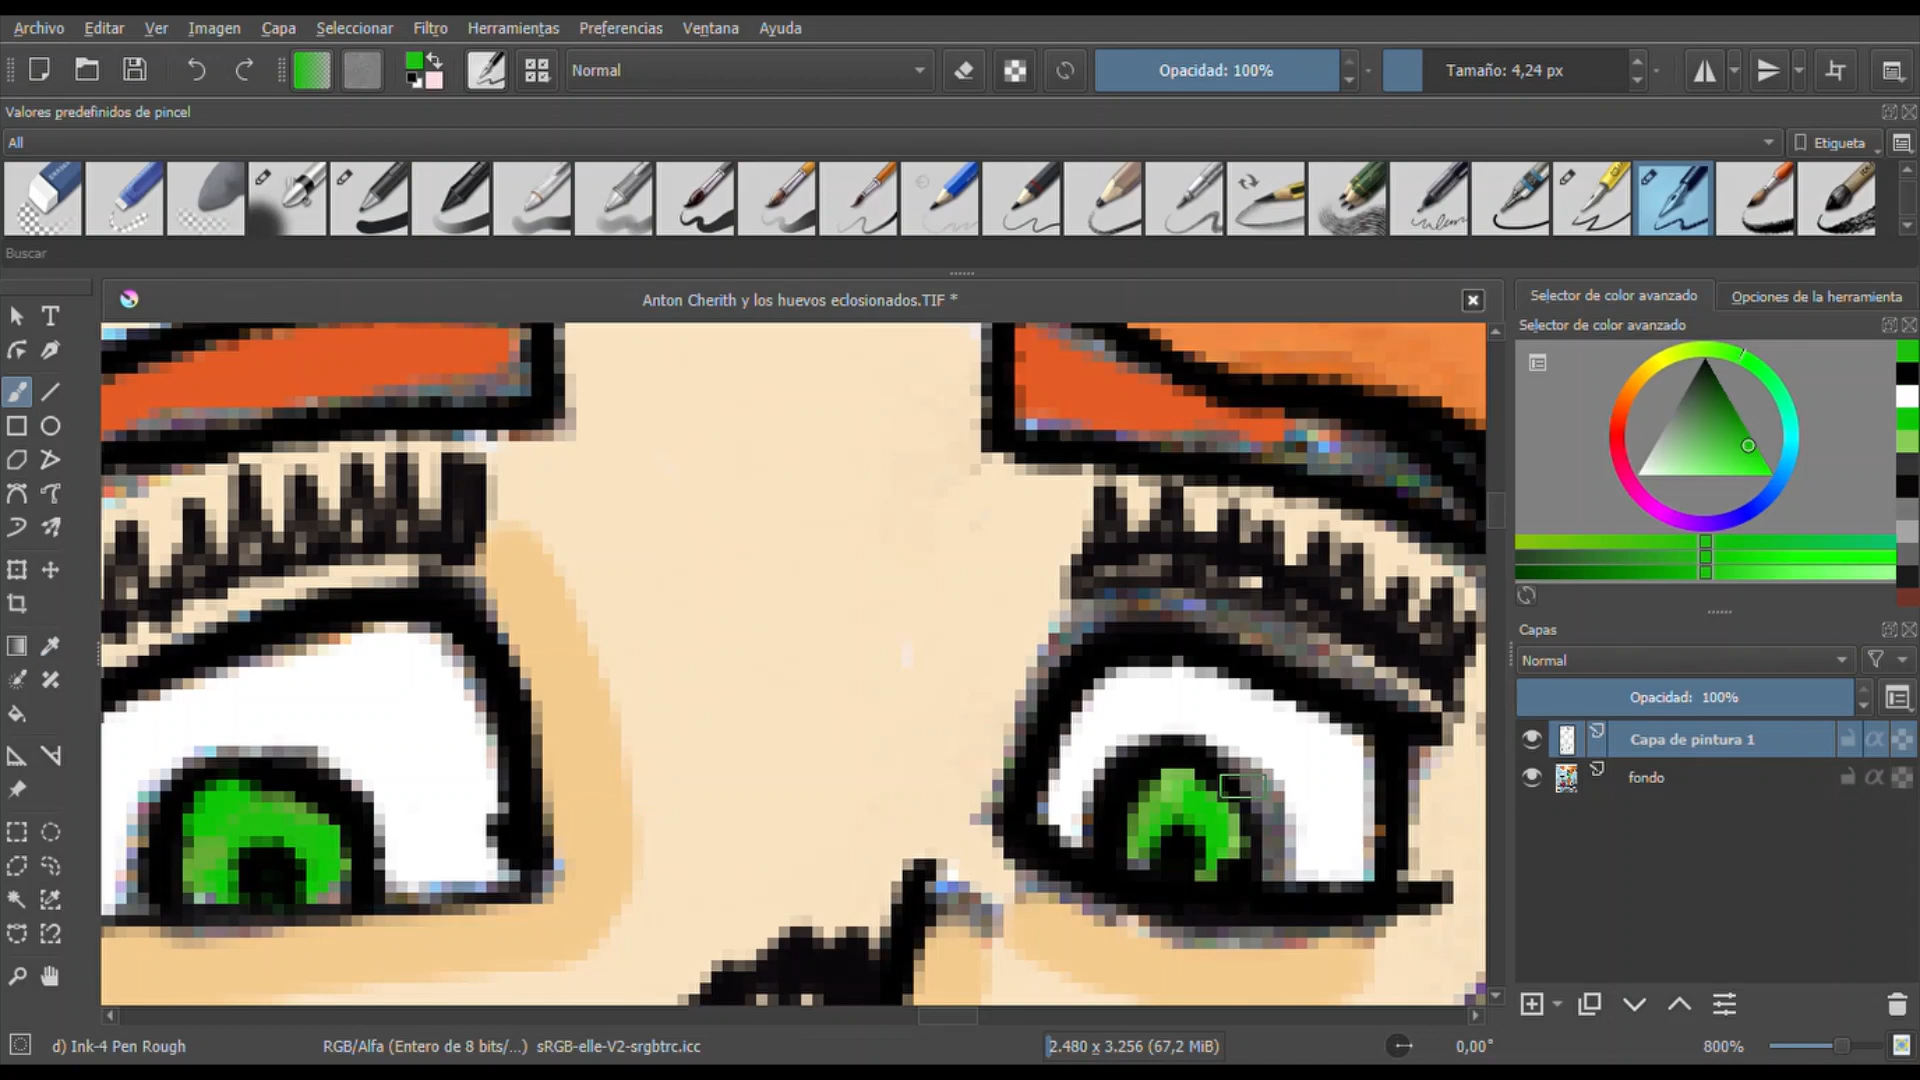 Archivo Editar Ver Imagen Capa Seleccionar Filtro Herramientas Preferencias Ventana Ayuda
Normal Opacidad: 100% Tamaño: 4,24 px
Valores predefinidos de pincel
All Etiqueta
Buscar
Anton Cherith y los huevos eclosionados.TIF *
Selector de color avanzado Opciones de la herramienta
Selector de color avanzado
Capas
Normal
Opacidad: 100%
Capa de pintura 1
fondo
d) Ink-4 Pen Rough RGB/Alfa (Entero de 8 bits/...) sRGB-elle-V2-srgbtrc.icc 2.480 x 3.256 (67,2 MiB) 0,00° 800%